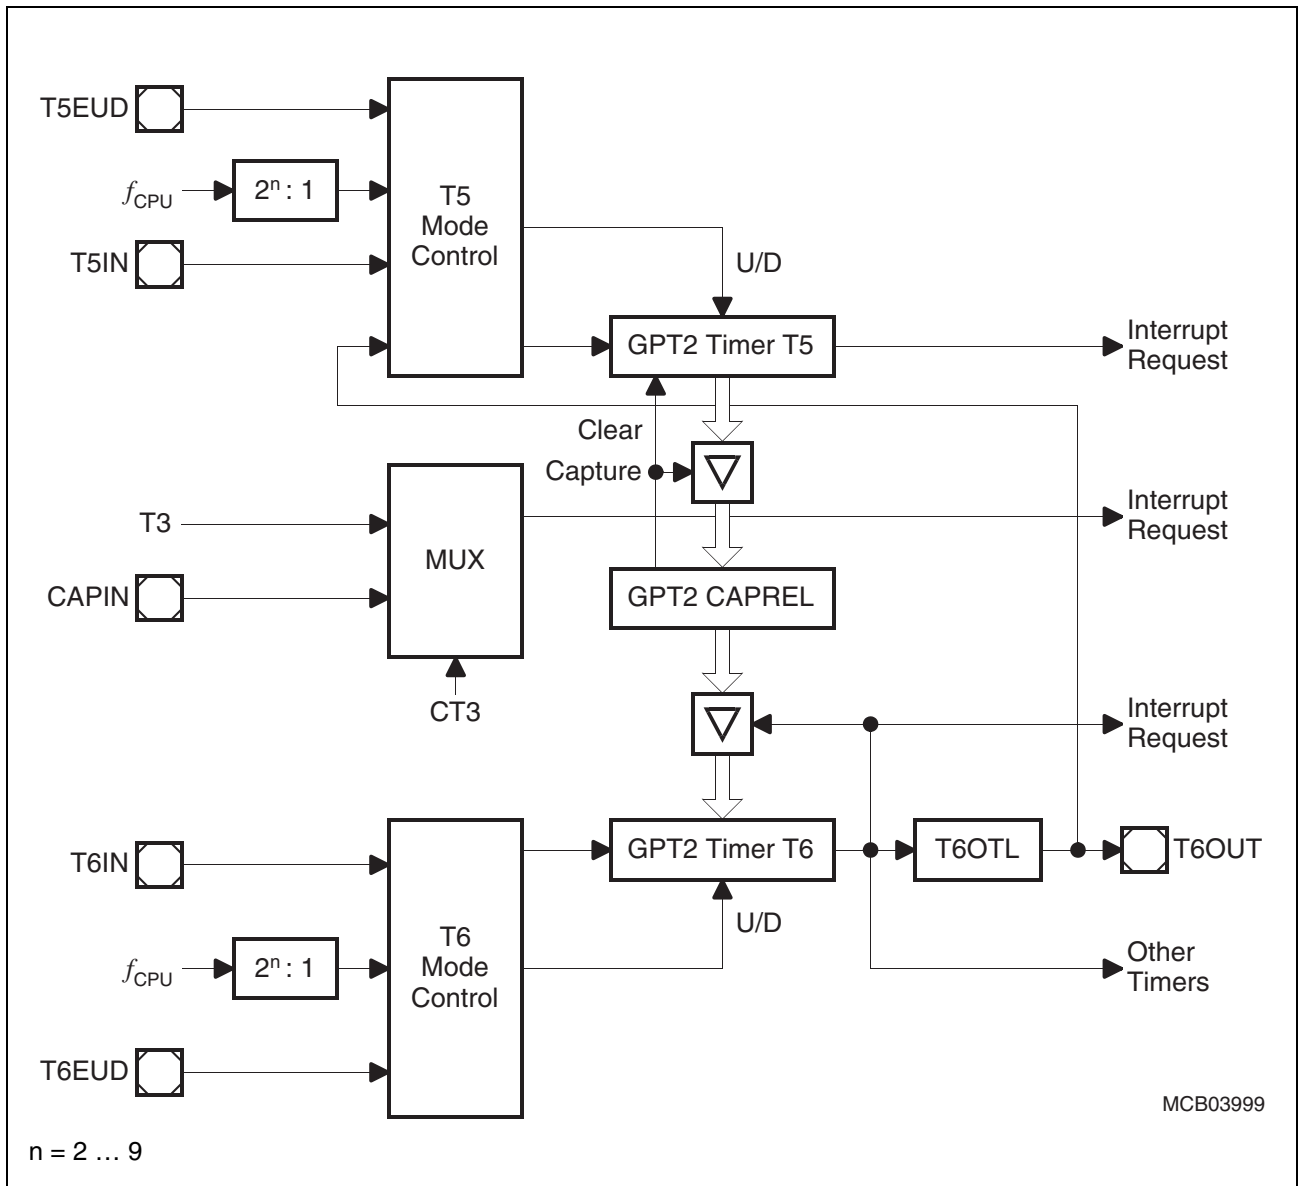 T5EUD
fCPU
2ⁿ : 1
T5IN
T5
Mode
Control
U/D
GPT2 Timer T5
Interrupt
Request
Clear
Capture
T3
CAPIN
MUX
CT3
Interrupt
Request
GPT2 CAPREL
Interrupt
Request
T6IN
fCPU
2ⁿ : 1
T6EUD
T6
Mode
Control
GPT2 Timer T6
U/D
T6OTL
T6OUT
Other
Timers
MCB03999
n = 2 … 9